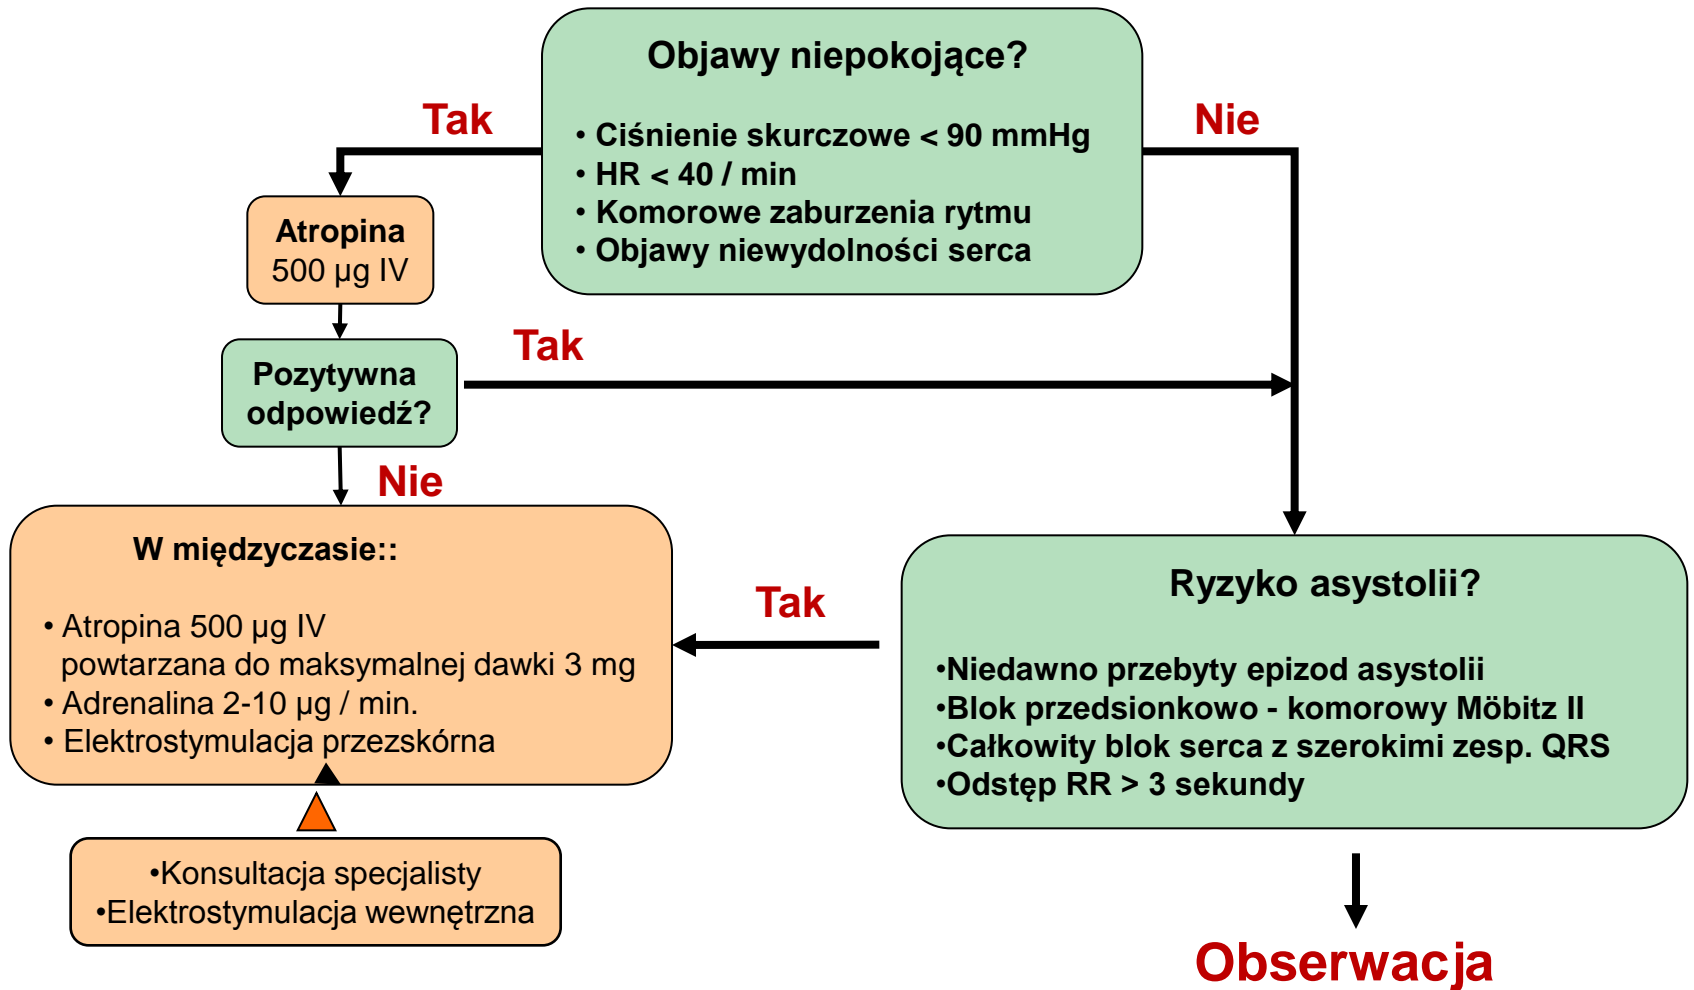 Objawy niepokojące?
Tak
Nie
• Ciśnienie skurczowe < 90 mmHg
• HR < 40 / min
• Komorowe zaburzenia rytmu
• Objawy niewydolności serca
Atropina
500 µg IV
Tak
Pozytywna
odpowiedź?
Nie
W międzyczasie::
• Atropina 500 µg IV
powtarzana do maksymalnej dawki 3 mg
• Adrenalina 2-10 µg / min.
• Elektrostymulacja przezskórna
Tak
Ryzyko asystolii?
•Niedawno przebyty epizod asystolii
•Blok przedsionkowo - komorowy Möbitz II
•Całkowity blok serca z szerokimi zesp. QRS
•Odstęp RR > 3 sekundy
•Konsultacja specjalisty
•Elektrostymulacja wewnętrzna
Obserwacja